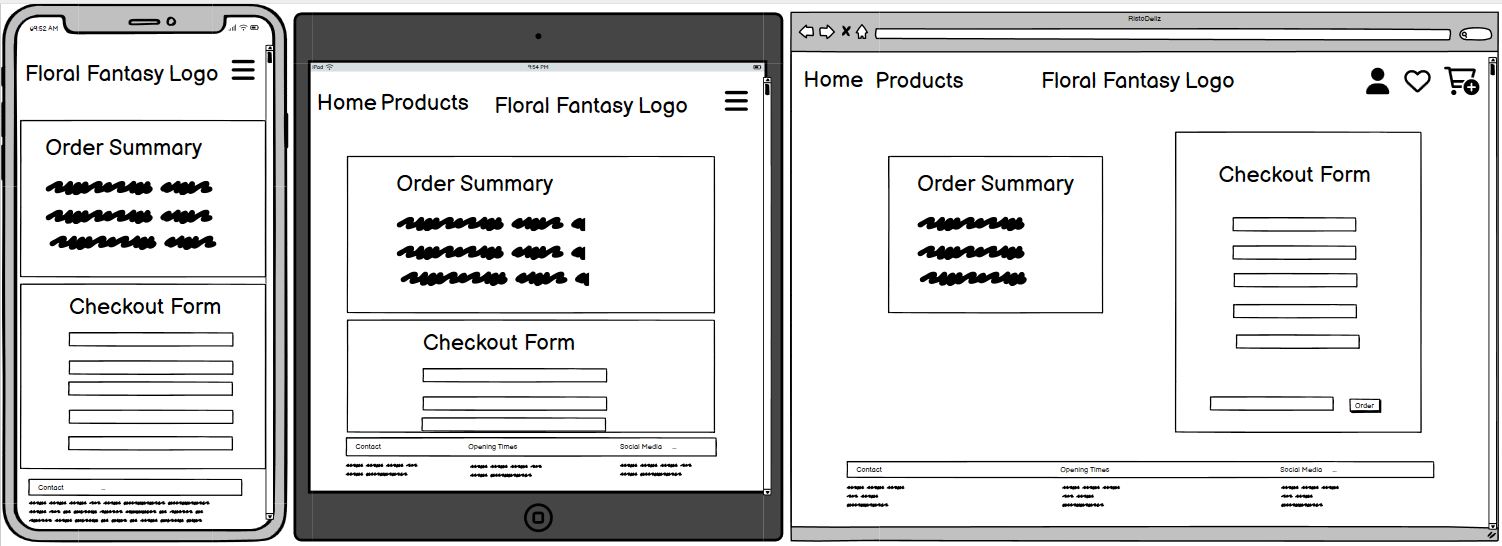 09:52 AM
Floral Fantasy Logo
Order Summary
Checkout Form
Contact ...
iPad 9:54 PM
Home Products Floral Fantasy Logo
Order Summary
Checkout Form
Contact Opening Times Social Media ...
RistoDeliz
Home Products Floral Fantasy Logo
Order Summary
Checkout Form
Order
Contact Opening Times Social Media ...